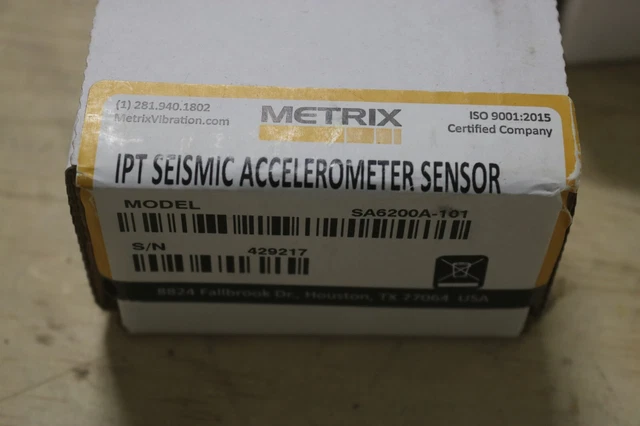 (1) 281.940.1802
MetrixVibration.com
METRIX
ISO 9001:2015
Certified Company
IPT SEISMIC ACCELEROMETER SENSOR
MODEL SA6200A-101
S/N 429217
8824 Fallbrook Dr., Houston, TX 77064 USA